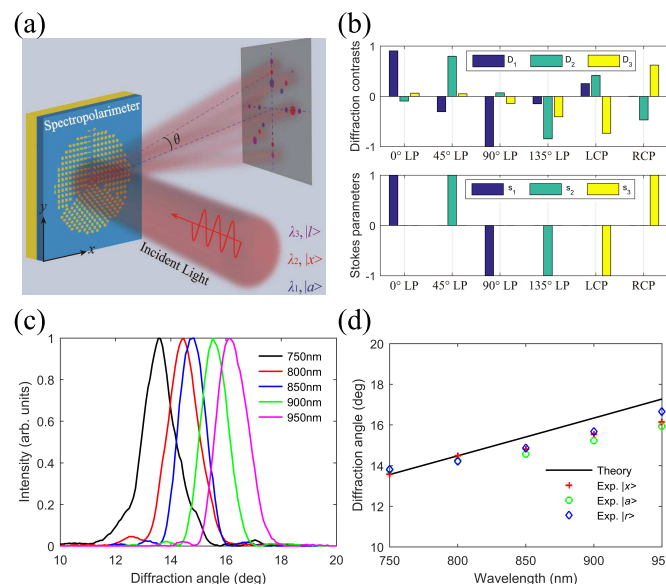 (a)
Spectropolarimeter
θ
y
x
Incident Light
λ3, |l>
λ2, |x>
λ1, |a>
(b)
Diffraction contrasts
1
0
-1
D1 D2 D3
0° LP 45° LP 90° LP 135° LP LCP RCP
Stokes parameters
1
0
-1
s1 s2 s3
0° LP 45° LP 90° LP 135° LP LCP RCP
(c)
Intensity (arb. units)
1
0.8
0.6
0.4
0.2
0
750nm
800nm
850nm
900nm
950nm
10 12 14 16 18 20
Diffraction angle (deg)
(d)
Diffraction angle (deg)
20
18
16
14
12
10
Theory
Exp. |x>
Exp. |a>
Exp. |r>
750 800 850 900 95
Wavelength (nm)